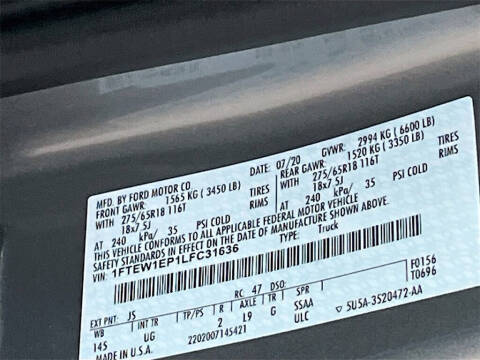 MFD. BY FORD MOTOR CO.
DATE: 07/20 GVWR: 2994 KG (6600 LB)
FRONT GAWR: 1565 KG (3450 LB) REAR GAWR: 1520 KG (3350 LB)
WITH 275/65R18 116T TIRES WITH 275/65R18 116T TIRES
18x7.5J RIMS 18x7.5J RIMS
AT 240 kPa/ 35 PSI COLD AT 240 kPa/ 35 PSI COLD
THIS VEHICLE CONFORMS TO ALL APPLICABLE FEDERAL MOTOR VEHICLE
SAFETY STANDARDS IN EFFECT ON THE DATE OF MANUFACTURE SHOWN ABOVE.
VIN: 1FTEW1EP1LFC31636 TYPE: Truck
F0156
T0696
EXT PNT: JS RC: 47 DSO:
WB INT TR TP/PS R AXLE TR SPR
145 UG 2 L9 G SSAA
ULC
MADE IN U.S.A. 2202007145421
5U5A-3520472-AA